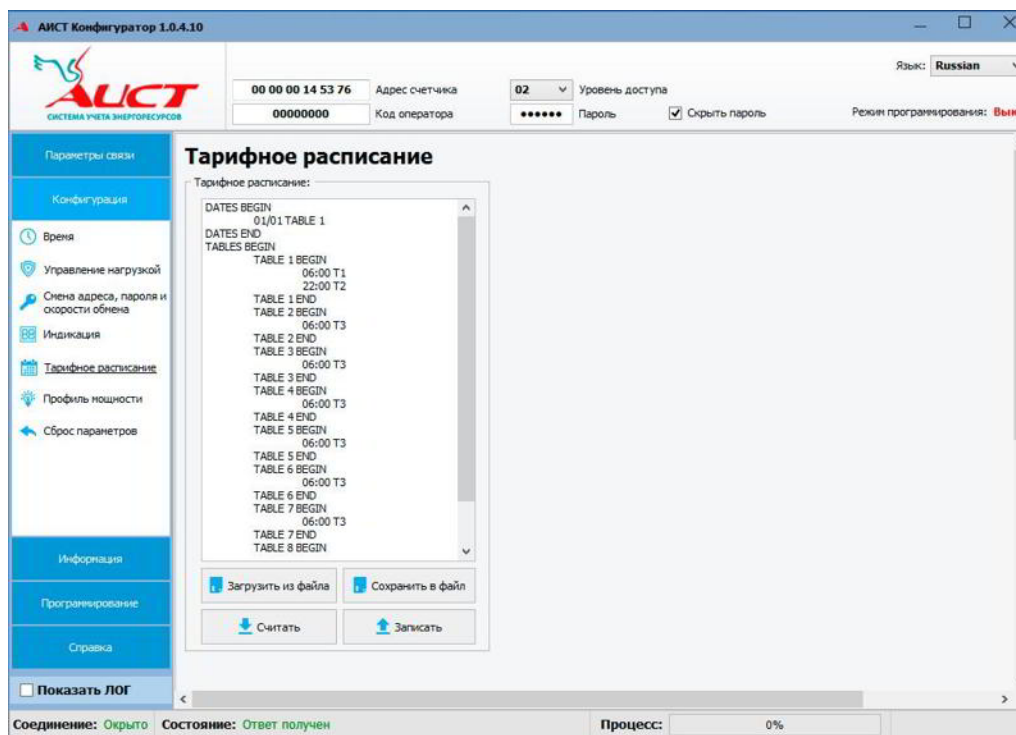 АИСТ Конфигуратор 1.0.4.10
АИСТ
СИСТЕМА УЧЕТА ЭНЕРГОРЕСУРСОВ
00 00 00 14 53 76 Адрес счетчика 02 Уровень доступа
00000000 Код оператора •••••• Пароль Скрыть пароль
Язык: Russian
Режим программирования: Вык
Параметры связи
Конфигурация
Время
Управление нагрузкой
Смена адреса, пароля и
скорости обмена
Индикация
Тарифное расписание
Профиль мощности
Сброс параметров
Информация
Программирование
Справка
Показать ЛОГ
Тарифное расписание
Тарифное расписание:
DATES BEGIN
01/01 TABLE 1
DATES END
TABLES BEGIN
TABLE 1 BEGIN
06:00 T1
22:00 T2
TABLE 1 END
TABLE 2 BEGIN
06:00 T3
TABLE 2 END
TABLE 3 BEGIN
06:00 T3
TABLE 3 END
TABLE 4 BEGIN
06:00 T3
TABLE 4 END
TABLE 5 BEGIN
06:00 T3
TABLE 5 END
TABLE 6 BEGIN
06:00 T3
TABLE 6 END
TABLE 7 BEGIN
06:00 T3
TABLE 7 END
TABLE 8 BEGIN
Загрузить из файла Сохранить в файл
Считать Записать
Соединение: Окрыто Состояние: Ответ получен Процесс: 0%